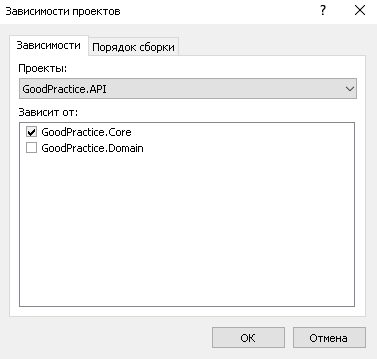 Зависимости проектов
?
Зависимости
Порядок сборки
Проекты:
GoodPractice.API
Зависит от:
GoodPractice.Core
GoodPractice.Domain
ОК
Отмена